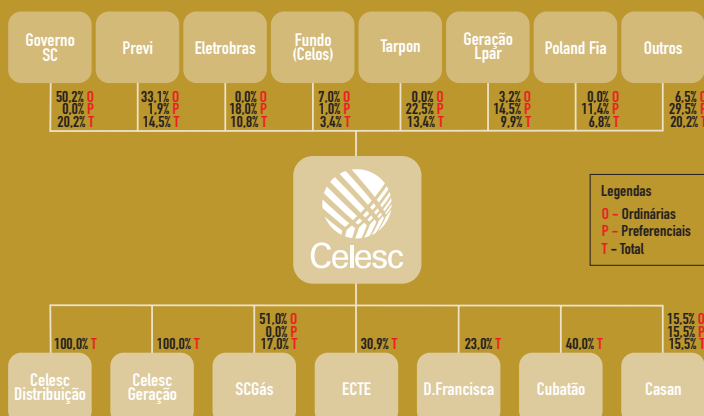 Governo
SC
Previ
Eletrobras
Fundo
(Celos)
Tarpon
Geração
Lpar
Poland Fia
Outros
50,2% O
0,0% P
20,2% T
33,1% O
1,9% P
14,5% T
0,0% O
18,0% P
10,8% T
7,0% O
1,0% P
3,4% T
0,0% O
22,5% P
13,4% T
3,2% O
14,5% P
9,9% T
0,0% O
11,4% P
6,8% T
6,5% O
29,5% P
20,2% T
Celesc
Legendas
O – Ordinárias
P – Preferenciais
T – Total
100,0% T
100,0% T
51,0% O
0,0% P
17,0% T
30,9% T
23,0% T
40,0% T
15,5% O
15,5% P
15,5% T
Celesc
Distribuição
Celesc
Geração
SCGás
ECTE
D.Francisca
Cubatão
Casan